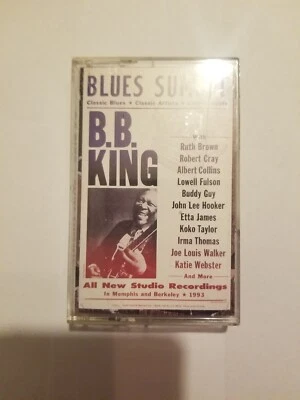 BLUES SUMMIT
Classic Blues • Classic Artists •
B.B.
KING
With
Ruth Brown
Robert Cray
Albert Collins
Lowell Fulson
Buddy Guy
John Lee Hooker
Etta James
Koko Taylor
Irma Thomas
Joe Louis Walker
Katie Webster
And More
All New Studio Recordings
In Memphis and Berkeley • 1993